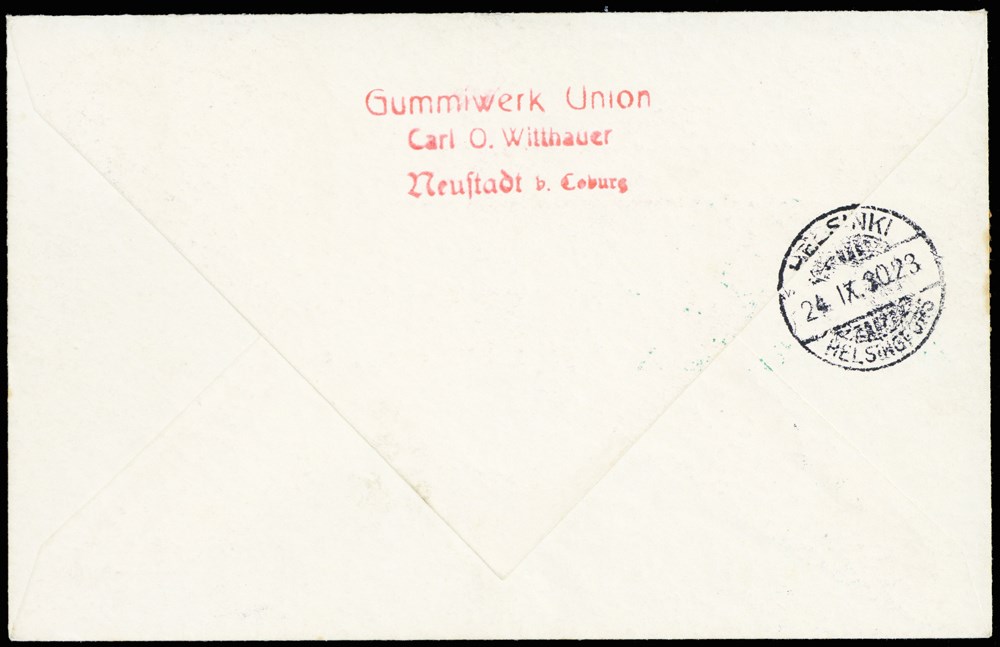 Gummiwerk Union
Carl O. Witthauer
Neuſtadt b. Coburg
HELSINKI
24.IX.30.23
HELSINGFORS